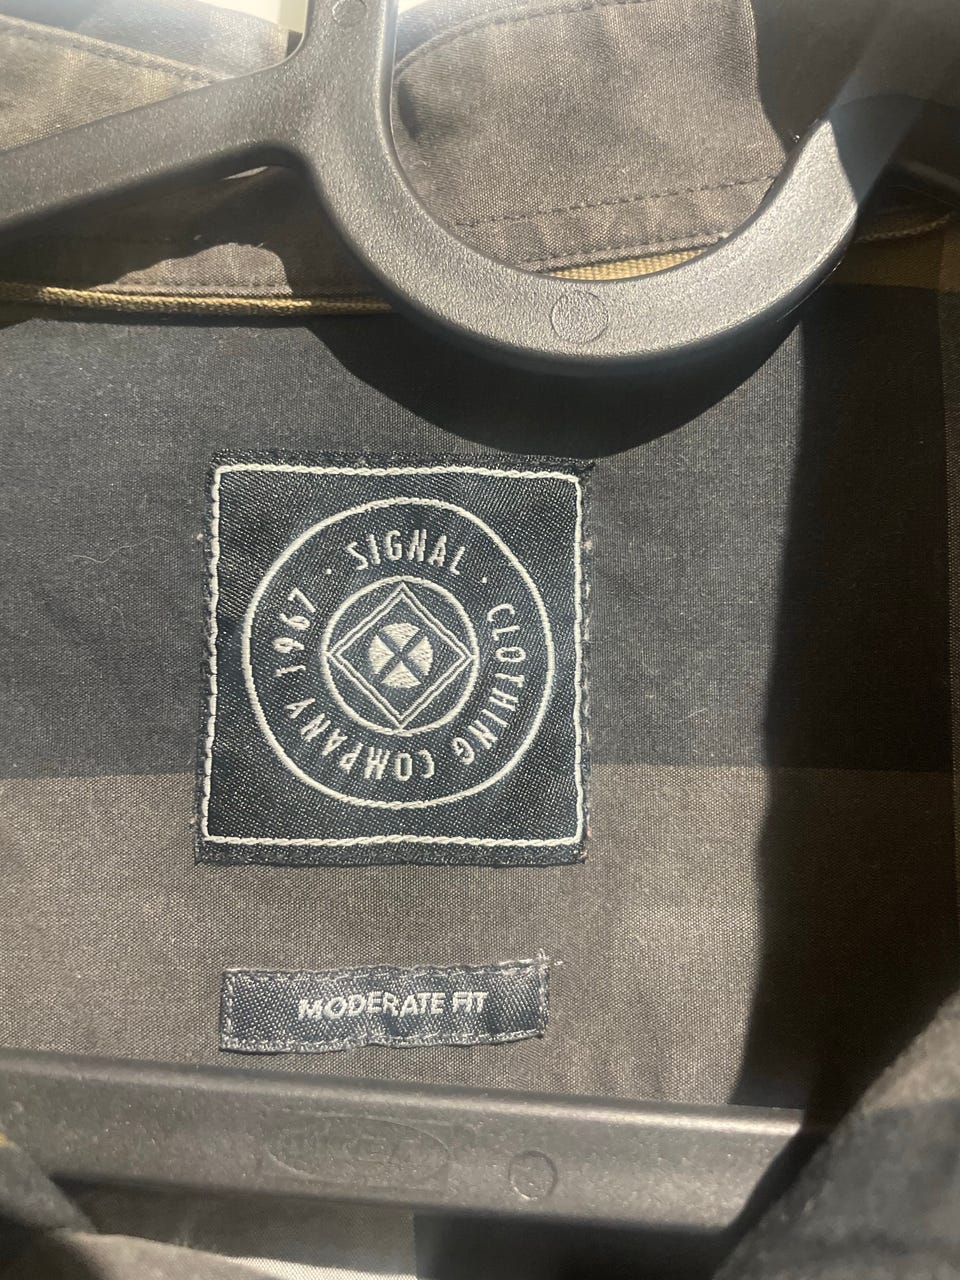 · SIGNAL ·
CLOTHING COMPANY 1967
MODERATE FIT